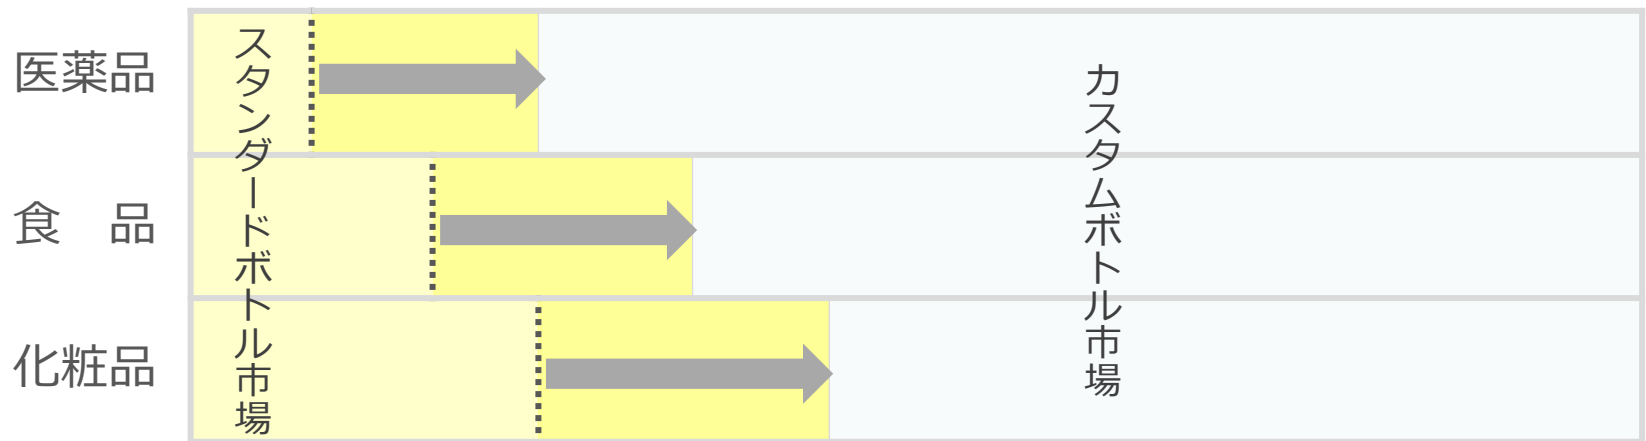 医薬品
食　品
化粧品
スタンダードボトル市場
カスタムボトル市場